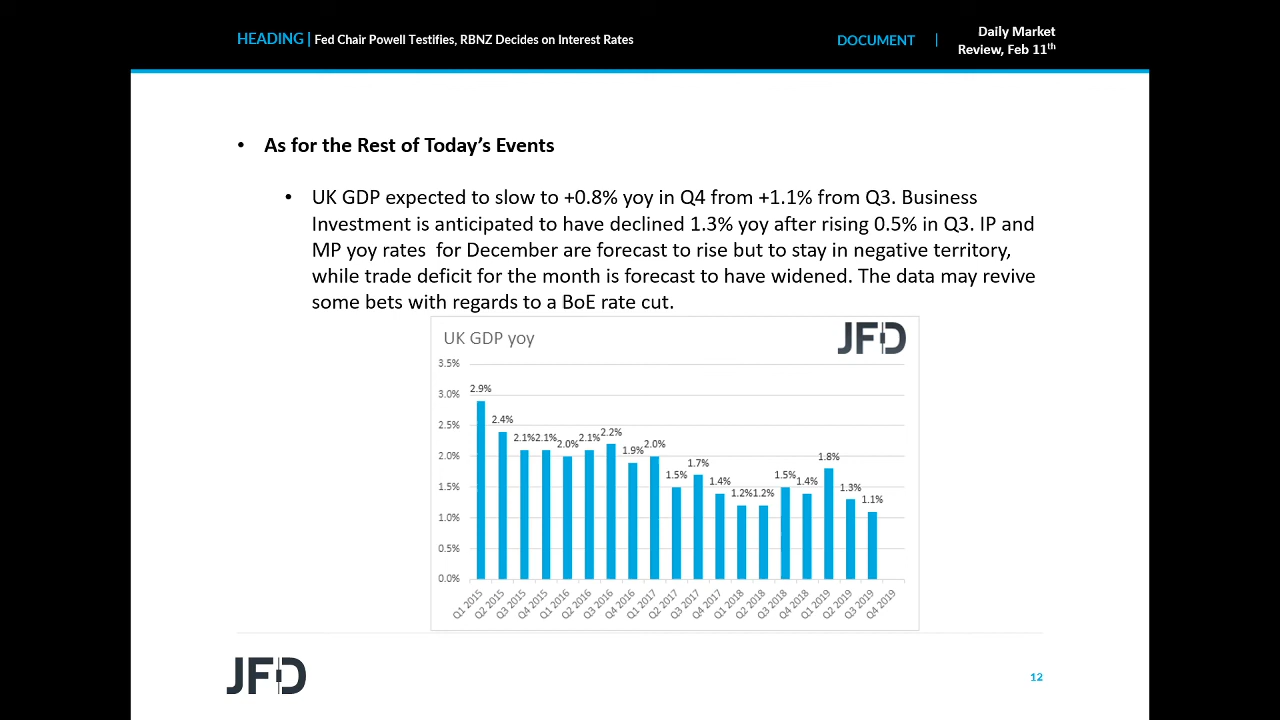 HEADING | Fed Chair Powell Testifies, RBNZ Decides on Interest Rates
DOCUMENT | Daily Market
Review, Feb 11th
• As for the Rest of Today’s Events
• UK GDP expected to slow to +0.8% yoy in Q4 from +1.1% from Q3. Business
Investment is anticipated to have declined 1.3% yoy after rising 0.5% in Q3. IP and
MP yoy rates for December are forecast to rise but to stay in negative territory,
while trade deficit for the month is forecast to have widened. The data may revive
some bets with regards to a BoE rate cut.
UK GDP yoy
JFD
3.5%
3.0%
2.5%
2.0%
1.5%
1.0%
0.5%
0.0%
2.9%
2.4%
2.1%
2.1%
2.0%
2.1%
2.2%
1.9%
2.0%
1.5%
1.7%
1.4%
1.2%
1.2%
1.5%
1.4%
1.8%
1.3%
1.1%
Q1 2015
Q2 2015
Q3 2015
Q4 2015
Q1 2016
Q2 2016
Q3 2016
Q4 2016
Q1 2017
Q2 2017
Q3 2017
Q4 2017
Q1 2018
Q2 2018
Q3 2018
Q4 2018
Q1 2019
Q2 2019
Q3 2019
Q4 2019
JFD
12